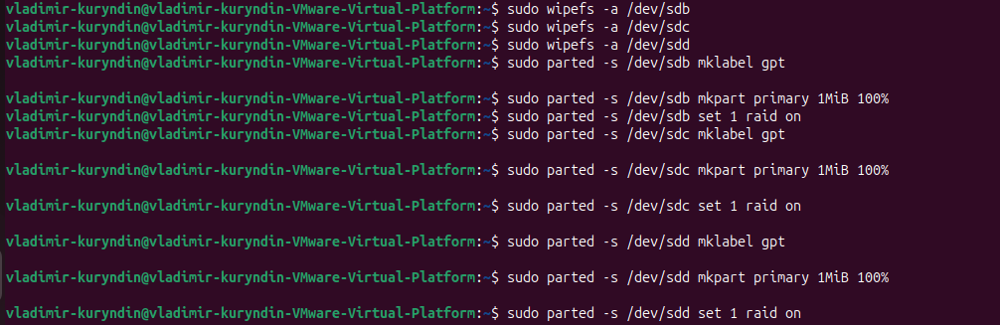 vladimir-kuryndin@vladimir-kuryndin-VMware-Virtual-Platform:~$ sudo wipefs -a /dev/sdb
vladimir-kuryndin@vladimir-kuryndin-VMware-Virtual-Platform:~$ sudo wipefs -a /dev/sdc
vladimir-kuryndin@vladimir-kuryndin-VMware-Virtual-Platform:~$ sudo wipefs -a /dev/sdd
vladimir-kuryndin@vladimir-kuryndin-VMware-Virtual-Platform:~$ sudo parted -s /dev/sdb mklabel gpt
vladimir-kuryndin@vladimir-kuryndin-VMware-Virtual-Platform:~$ sudo parted -s /dev/sdb mkpart primary 1MiB 100%
vladimir-kuryndin@vladimir-kuryndin-VMware-Virtual-Platform:~$ sudo parted -s /dev/sdb set 1 raid on
vladimir-kuryndin@vladimir-kuryndin-VMware-Virtual-Platform:~$ sudo parted -s /dev/sdc mklabel gpt
vladimir-kuryndin@vladimir-kuryndin-VMware-Virtual-Platform:~$ sudo parted -s /dev/sdc mkpart primary 1MiB 100%
vladimir-kuryndin@vladimir-kuryndin-VMware-Virtual-Platform:~$ sudo parted -s /dev/sdc set 1 raid on
vladimir-kuryndin@vladimir-kuryndin-VMware-Virtual-Platform:~$ sudo parted -s /dev/sdd mklabel gpt
vladimir-kuryndin@vladimir-kuryndin-VMware-Virtual-Platform:~$ sudo parted -s /dev/sdd mkpart primary 1MiB 100%
vladimir-kuryndin@vladimir-kuryndin-VMware-Virtual-Platform:~$ sudo parted -s /dev/sdd set 1 raid on